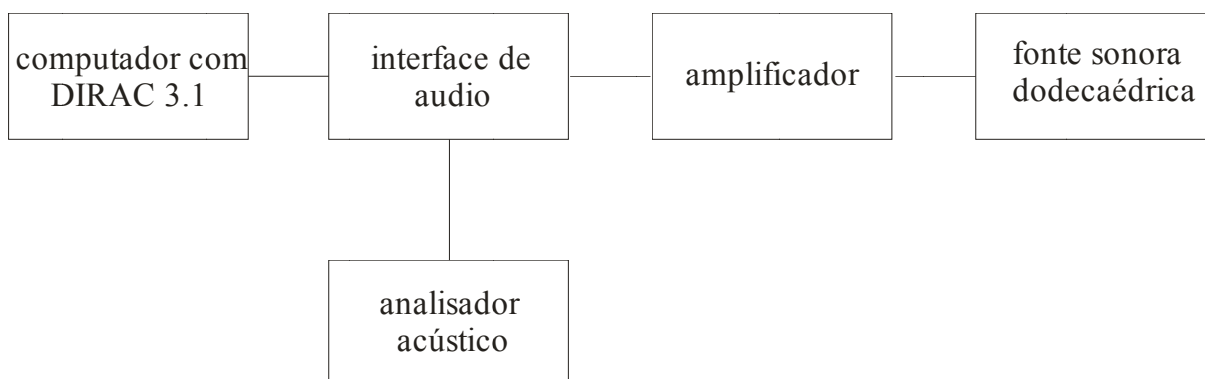 computador com
DIRAC 3.1
interface de
audio
amplificador
fonte sonora
dodecaédrica
analisador
acústico